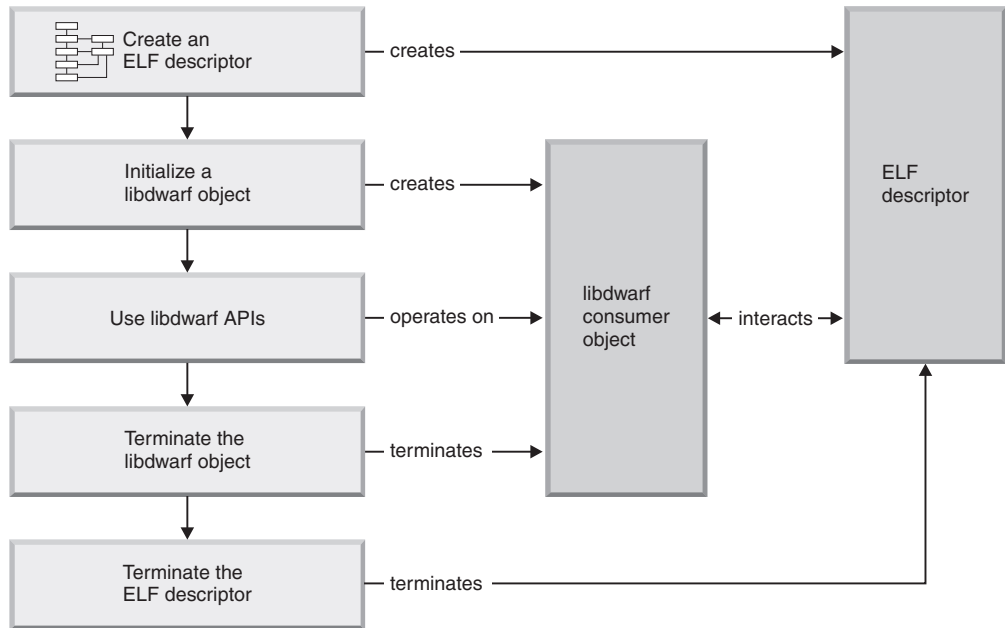 Create an
ELF descriptor
creates
Initialize a
libdwarf object
creates
ELF
descriptor
Use libdwarf APIs
operates on
libdwarf
consumer
object
interacts
Terminate the
libdwarf object
terminates
Terminate the
ELF descriptor
terminates